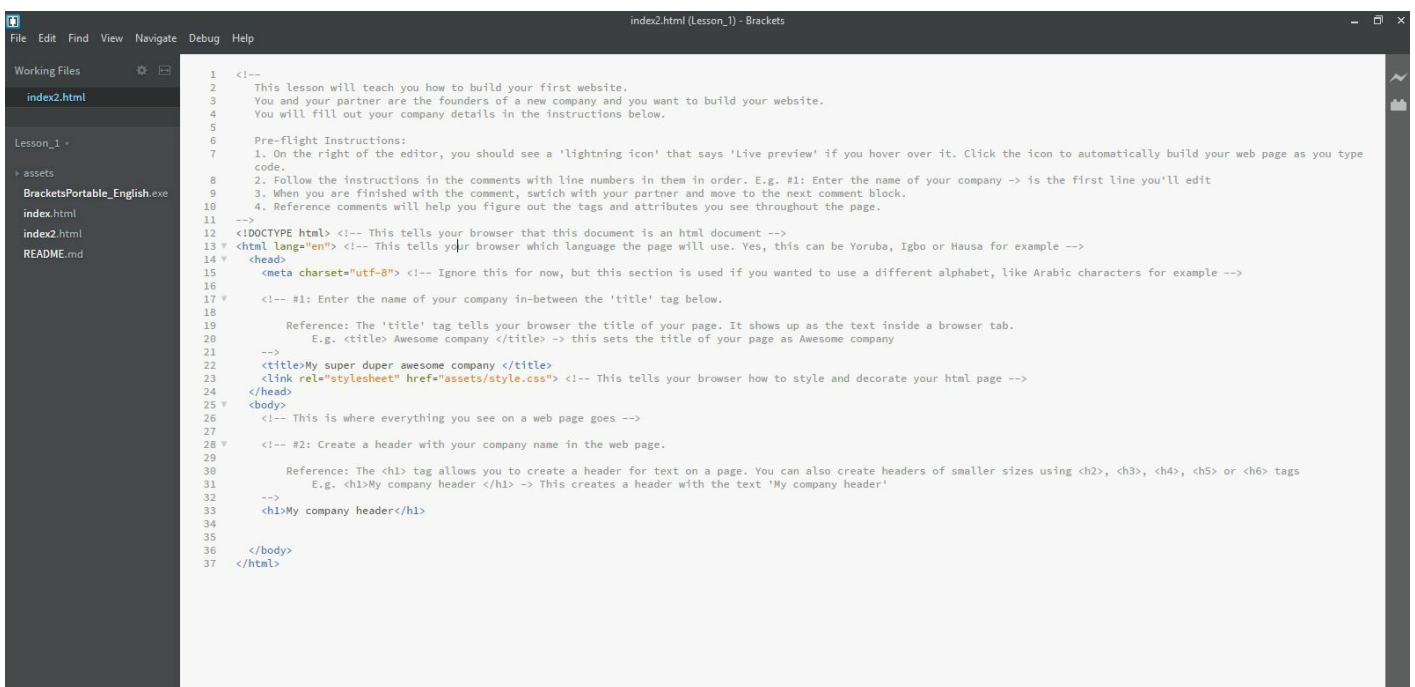 index2.html (Lesson_1) - Brackets
File Edit Find View Navigate Debug Help
Working Files
index2.html
Lesson_1
assets
BracketsPortable_English.exe
index.html
index2.html
README.md
1 <!--
2 This lesson will teach you how to build your first website.
3 You and your partner are the founders of a new company and you want to build your website.
4 You will fill out your company details in the instructions below.
5
6 Pre-flight Instructions:
7 1. On the right of the editor, you should see a 'lightning icon' that says 'Live preview' if you hover over it. Click the icon to automatically build your web page as you type
code.
8 2. Follow the instructions in the comments with line numbers in them in order. E.g. #1: Enter the name of your company -> is the first line you'll edit
9 3. When you are finished with the comment, swtich with your partner and move to the next comment block.
10 4. Reference comments will help you figure out the tags and attributes you see throughout the page.
11 -->
12 <!DOCTYPE html> <!-- This tells your browser that this document is an html document -->
13 <html lang="en"> <!-- This tells your browser which language the page will use. Yes, this can be Yoruba, Igbo or Hausa for example -->
14 <head>
15 <meta charset="utf-8"> <!-- Ignore this for now, but this section is used if you wanted to use a different alphabet, like Arabic characters for example -->
16
17 <!-- #1: Enter the name of your company in-between the 'title' tag below.
18
19 Reference: The 'title' tag tells your browser the title of your page. It shows up as the text inside a browser tab.
20 E.g. <title> Awesome company </title> -> this sets the title of your page as Awesome company
21 -->
22 <title>My super duper awesome company </title>
23 <link rel="stylesheet" href="assets/style.css"> <!-- This tells your browser how to style and decorate your html page -->
24 </head>
25 <body>
26 <!-- This is where everything you see on a web page goes -->
27
28 <!-- #2: Create a header with your company name in the web page.
29
30 Reference: The <h1> tag allows you to create a header for text on a page. You can also create headers of smaller sizes using <h2>, <h3>, <h4>, <h5> or <h6> tags
31 E.g. <h1>My company header </h1> -> This creates a header with the text 'My company header'
32 -->
33 <h1>My company header</h1>
34
35
36 </body>
37 </html>